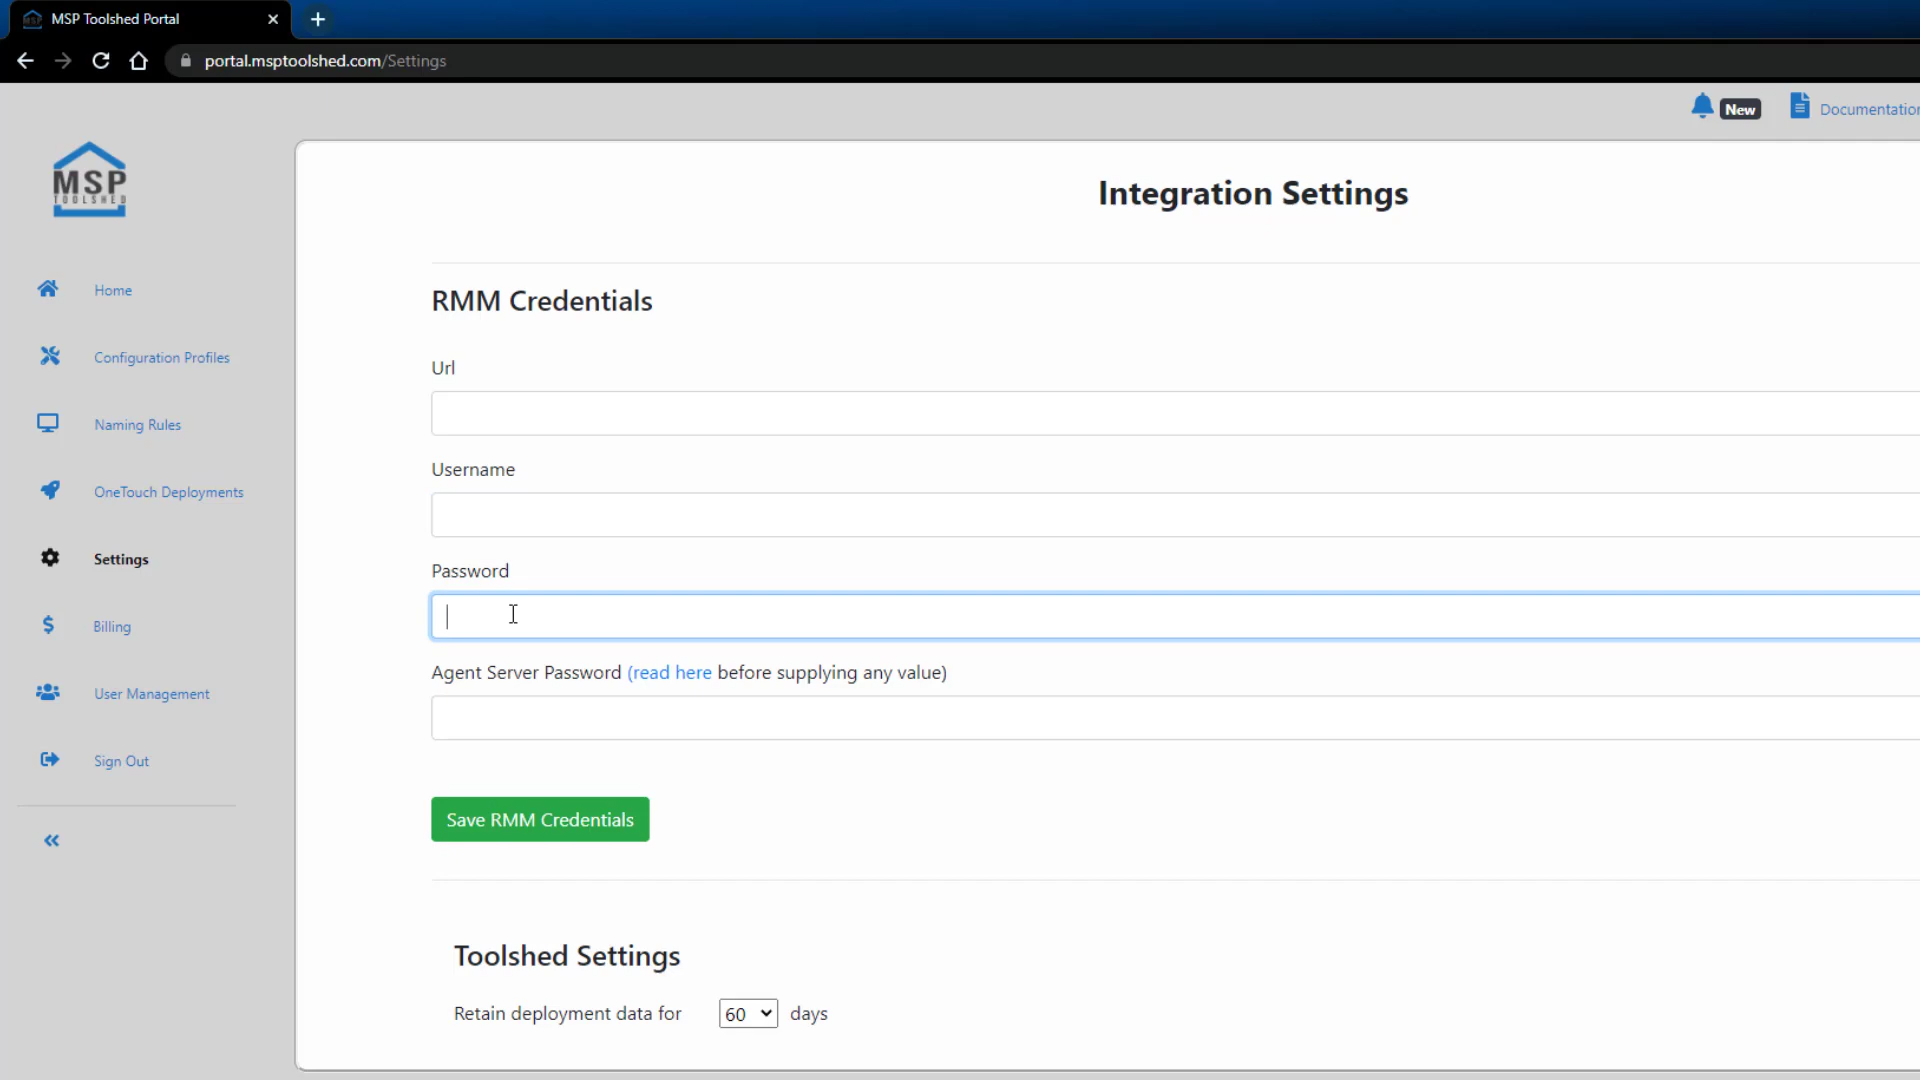 MSP Toolshed Portal
portal.msptoolshed.com/Settings
New
Documentation
MSP
TOOLSHED
Integration Settings
Home
Configuration Profiles
Naming Rules
OneTouch Deployments
Settings
Billing
User Management
Sign Out
RMM Credentials
Url
Username
Password
Agent Server Password (read here before supplying any value)
Save RMM Credentials
Toolshed Settings
Retain deployment data for 60 days